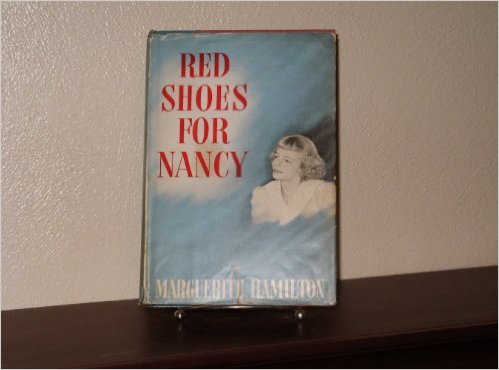 RED
SHOES
FOR
NANCY
MARGUERITE HAMILTON